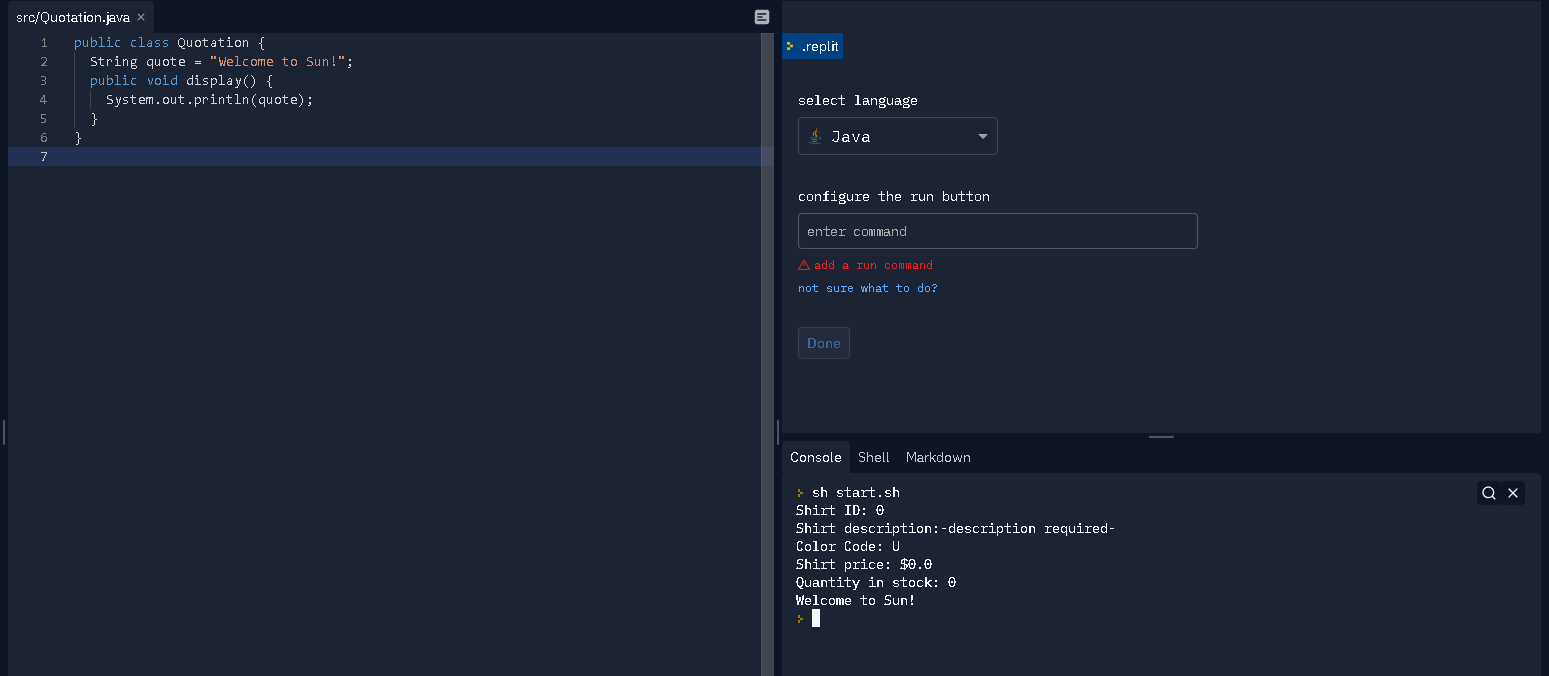 src/Quotation.java ×
1 public class Quotation {
2 String quote = "Welcome to Sun!";
3 public void display() {
4 System.out.println(quote);
5 }
6 }
7
.replit
select language
Java
configure the run button
enter command
add a run command
not sure what to do?
Done
Console Shell Markdown
sh start.sh
Shirt ID: 0
Shirt description:-description required-
Color Code: U
Shirt price: $0.0
Quantity in stock: 0
Welcome to Sun!